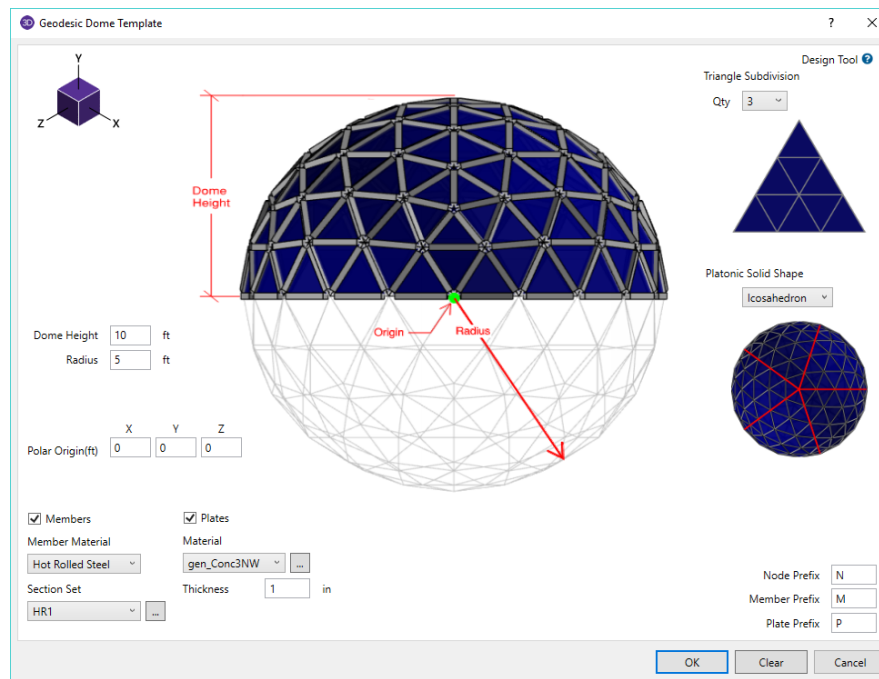 3D Geodesic Dome Template ? ×
Design Tool ?
Y
Z X
Triangle Subdivision
Qty 3
Dome
Height
Platonic Solid Shape
Icosahedron
Origin Radius
Dome Height 10 ft
Radius 5 ft
X Y Z
Polar Origin(ft) 0 0 0
Members Plates
Member Material Material
Hot Rolled Steel gen_Conc3NW ...
Section Set Thickness 1 in
HR1 ...
Node Prefix N
Member Prefix M
Plate Prefix P
OK Clear Cancel